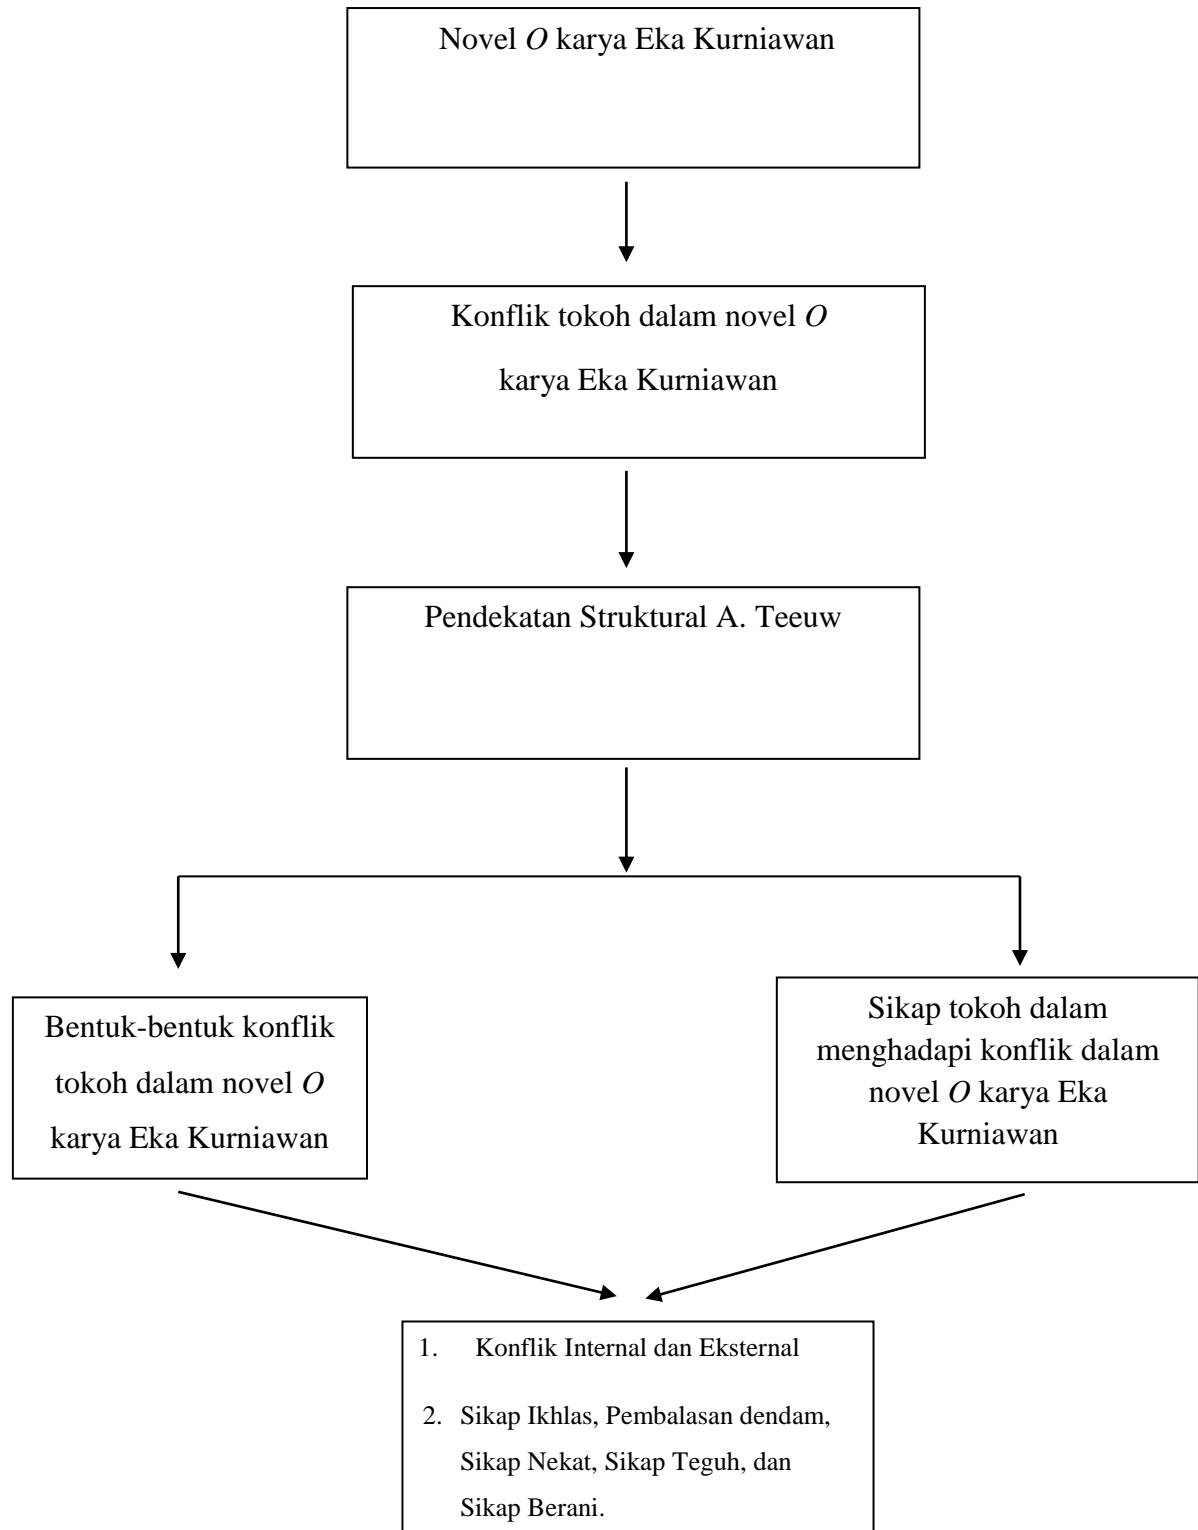 Novel O karya Eka Kurniawan
Konflik tokoh dalam novel O
karya Eka Kurniawan
Pendekatan Struktural A. Teeuw
Bentuk-bentuk konflik
tokoh dalam novel O
karya Eka Kurniawan
Sikap tokoh dalam
menghadapi konflik dalam
novel O karya Eka
Kurniawan
1. Konflik Internal dan Eksternal
2. Sikap Ikhlas, Pembalasan dendam,
Sikap Nekat, Sikap Teguh, dan
Sikap Berani.